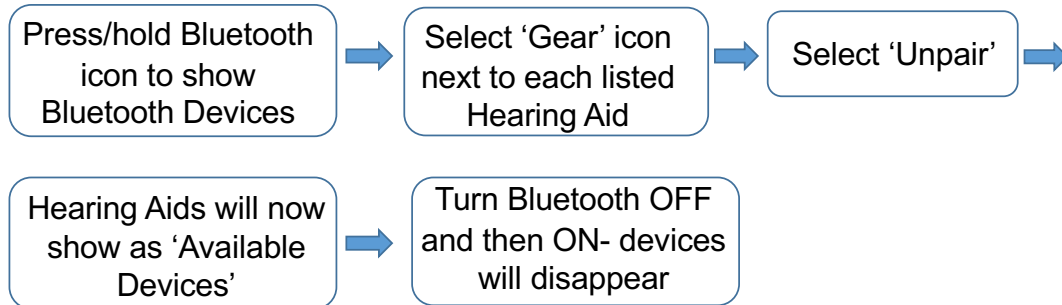 Press/hold Bluetooth
icon to show
Bluetooth Devices
Select ‘Gear’ icon
next to each listed
Hearing Aid
Select ‘Unpair’
Hearing Aids will now
show as ‘Available
Devices’
Turn Bluetooth OFF
and then ON- devices
will disappear